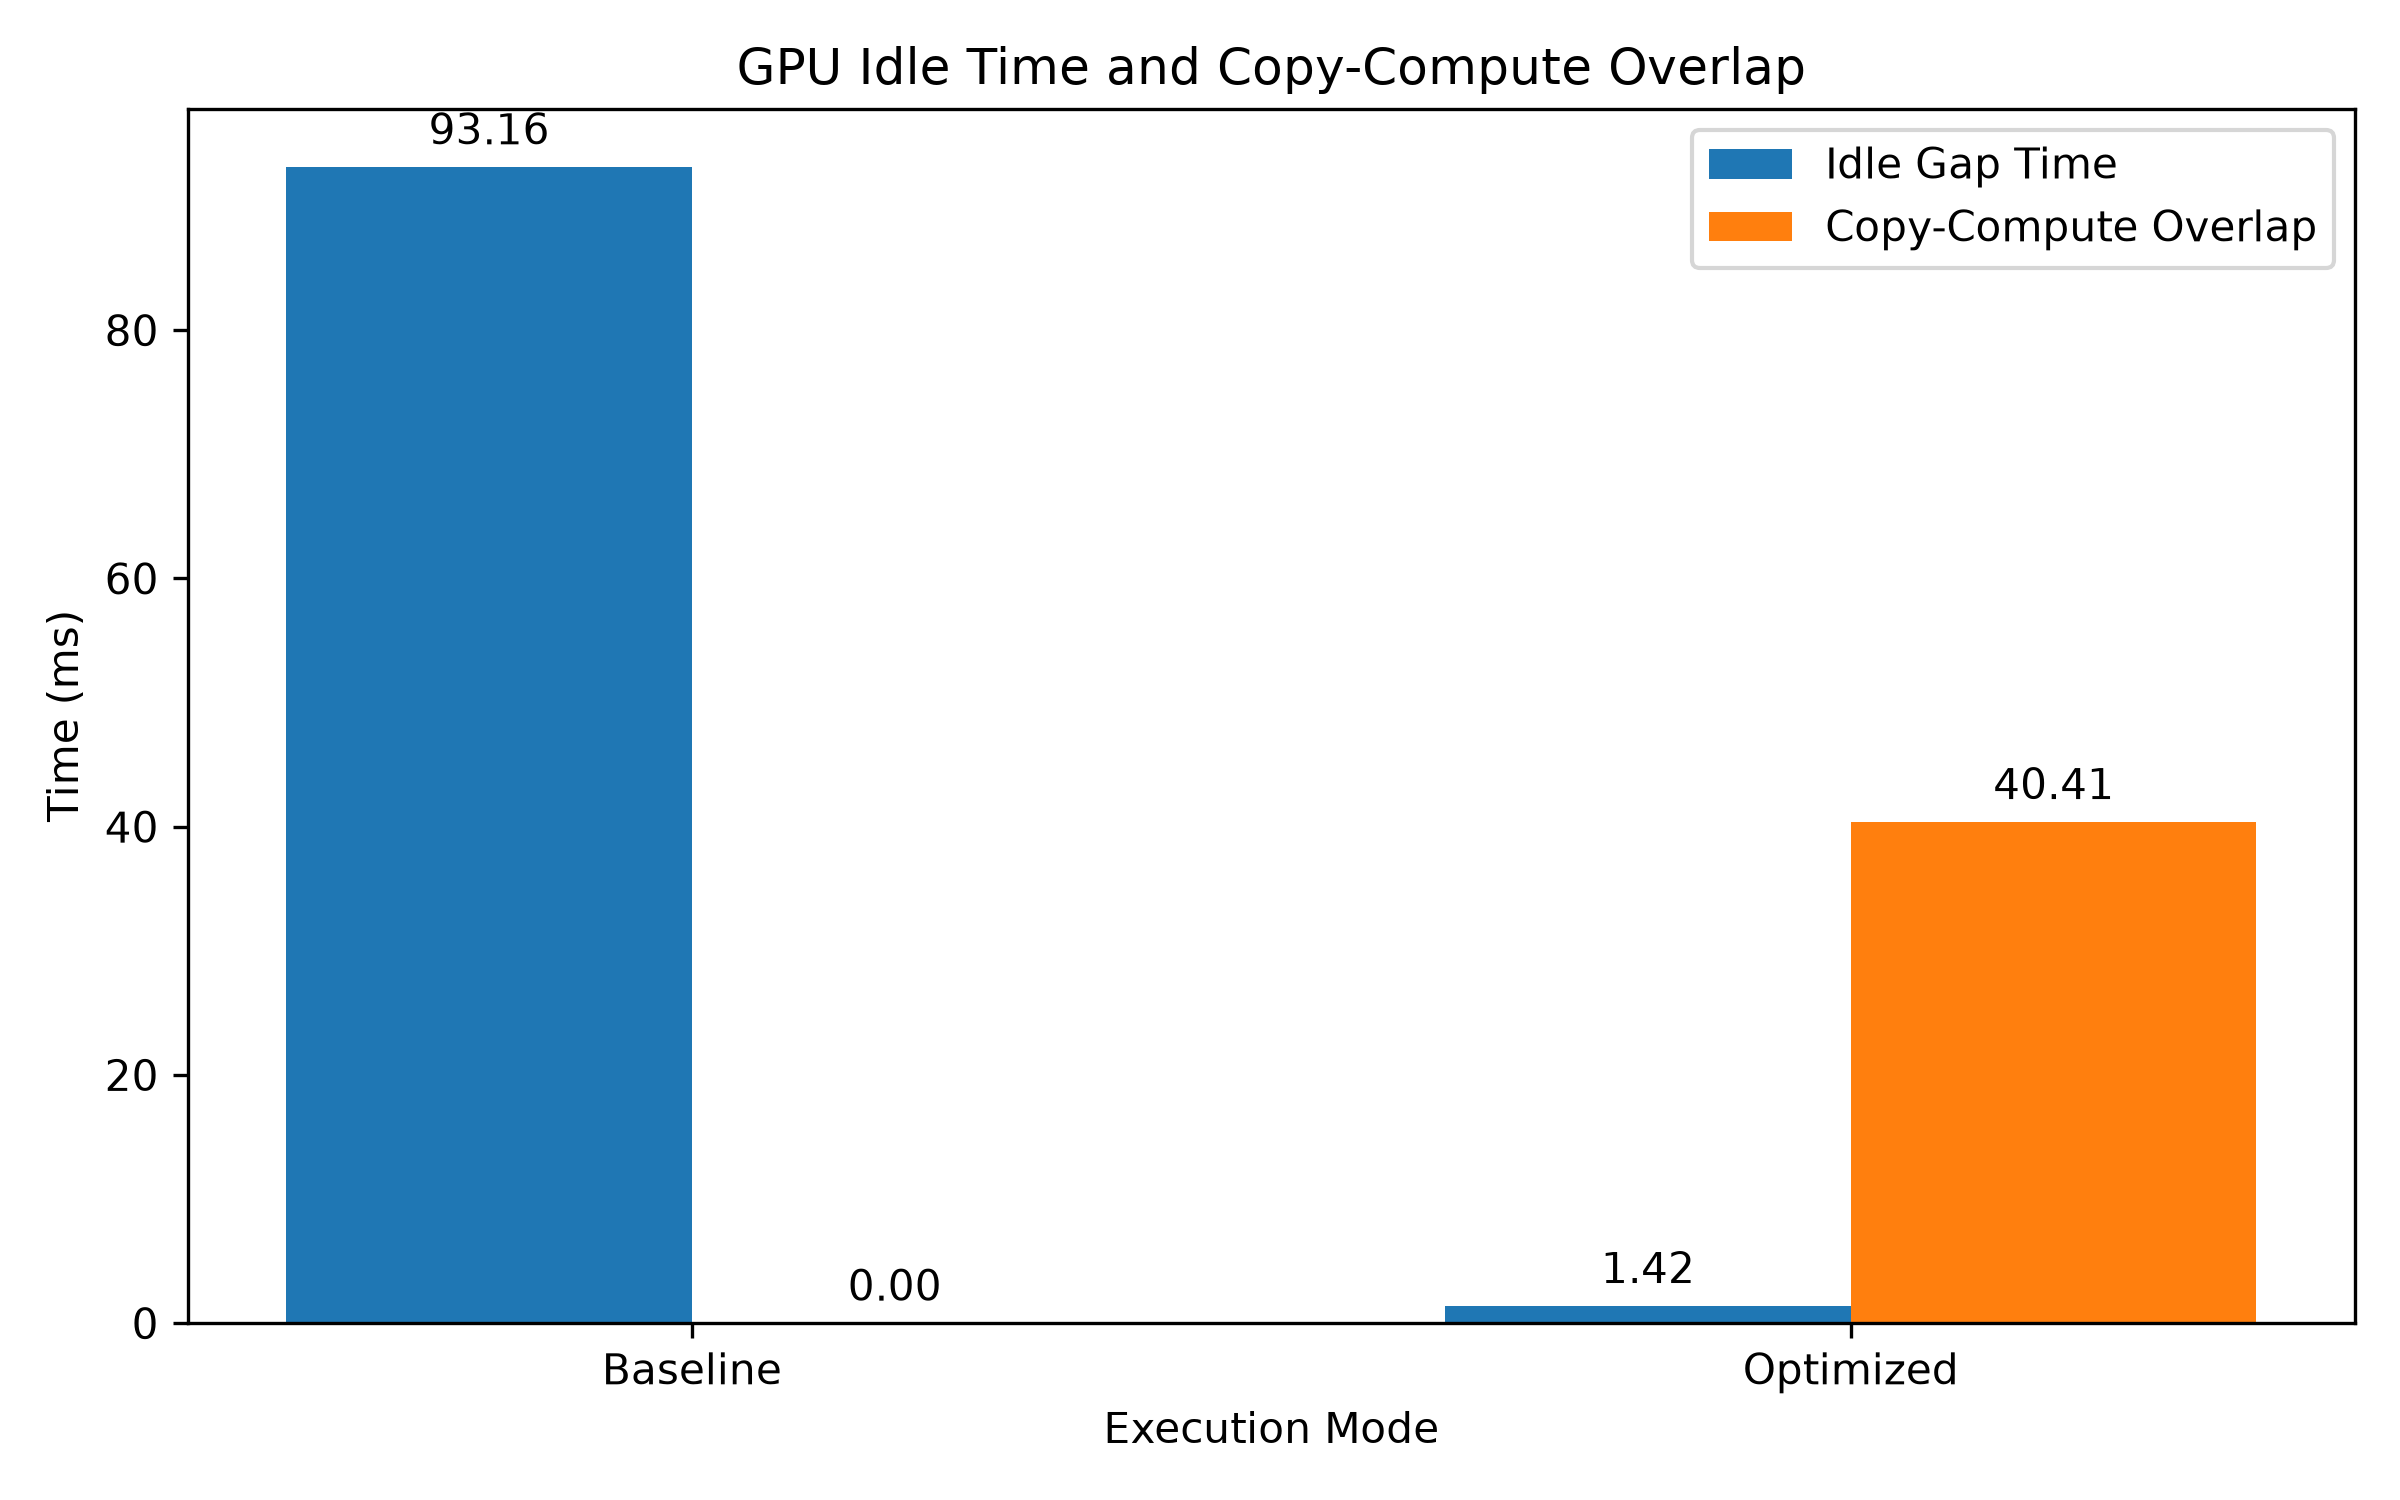 GPU Idle Time and Copy-Compute Overlap
93.16
Idle Gap Time
Copy-Compute Overlap
80
60
Time (ms)
40
40.41
20
0.00
1.42
0
Baseline
Optimized
Execution Mode